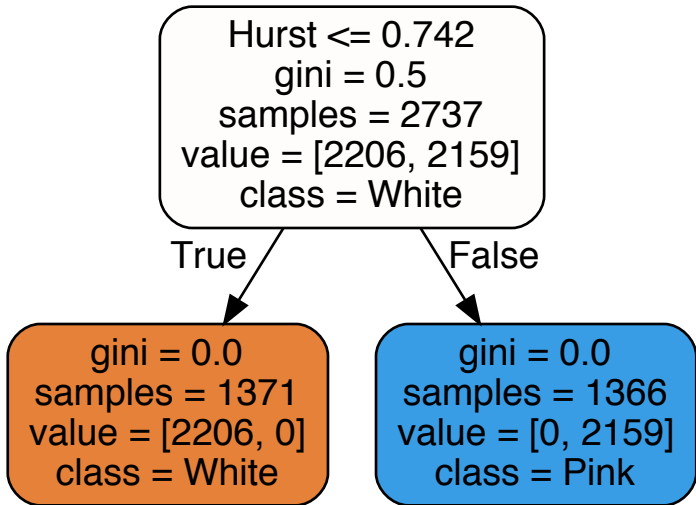 Hurst <= 0.742
gini = 0.5
samples = 2737
value = [2206, 2159]
class = White
True
False
gini = 0.0
samples = 1371
value = [2206, 0]
class = White
gini = 0.0
samples = 1366
value = [0, 2159]
class = Pink